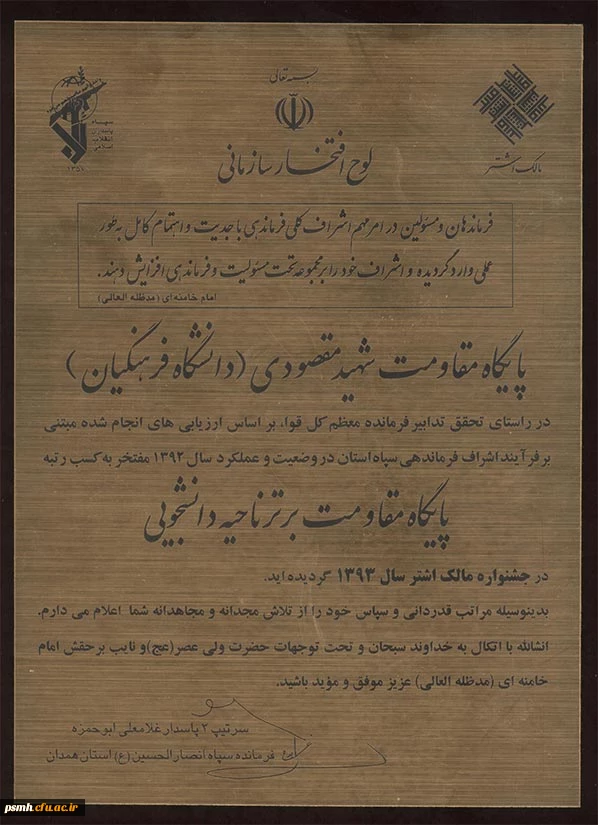 بسمه تعالی
سپاه
پاسداران
انقلاب
اسلامی
۱۳۵۷
مالک اشتر
لوح افتخار سازمانی
فرماندهان و مسئولین در امر مهم اشراف کلی فرماندهی با جدیت و اهتمام کامل به طور
عملی وارد گردیده و اشراف خود را بر مجموعه تحت مسئولیت و فرماندهی افزایش دهند.
امام خامنه ای (مدظله العالی)
پایگاه مقاومت شهید مقصودی (دانشگاه فرهنگیان)
در راستای تحقق تدابیر فرمانده معظم کل قوا، بر اساس ارزیابی های انجام شده مبتنی
بر فرآیند اشراف فرماندهی سپاه استان در وضعیت و عملکرد سال ۱۳۹۲ مفتخر به کسب رتبه
پایگاه مقاومت برتر ناحیه دانشجویی
در جشنواره مالک اشتر سال ۱۳۹۳ گردیده اید.
بدینوسیله مراتب قدردانی و سپاس خود را از تلاش مجدانه و مجاهدانه شما اعلام می دارم.
انشالله با اتکال به خداوند سبحان و تحت توجهات حضرت ولی عصر(عج)و نایب برحقش امام
خامنه ای (مدظله العالی) عزیز موفق و مؤید باشید.
سرتیپ ۲ پاسدار غلامعلی ابوحمزه
فرمانده سپاه انصارالحسین(ع) استان همدان
psmh.cfu.ac.ir